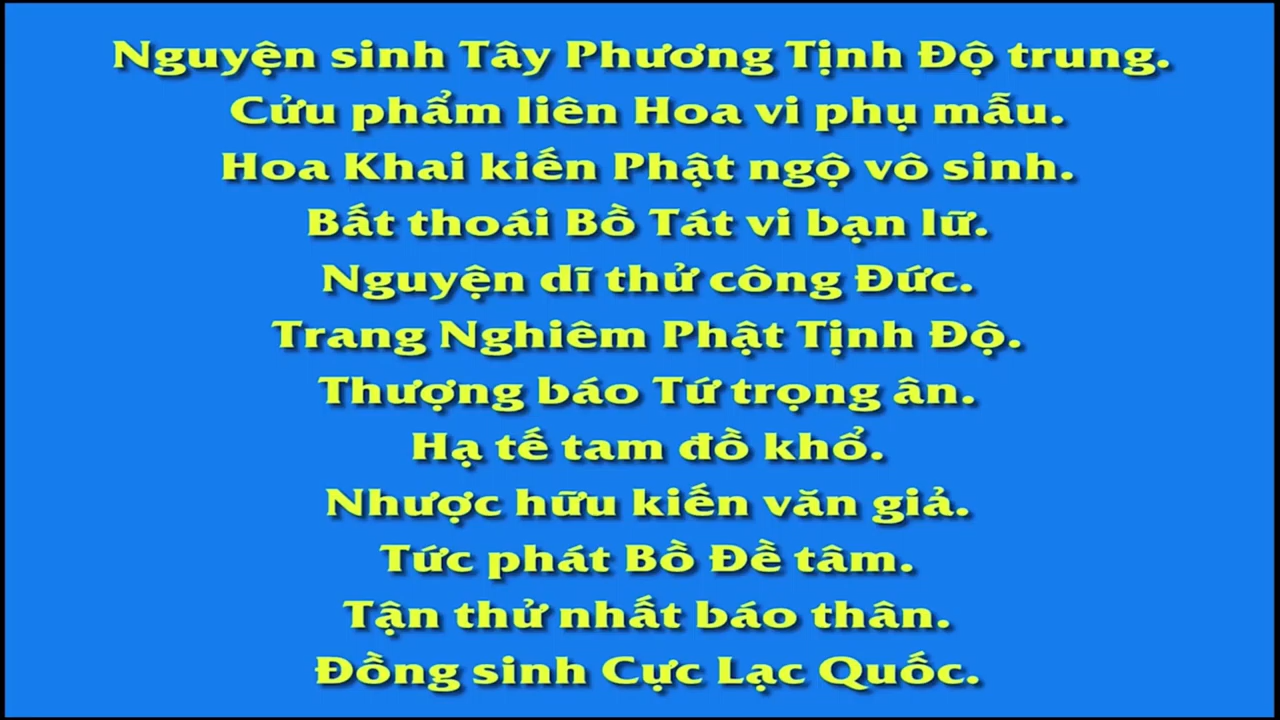 Nguyện sinh Tây Phương Tịnh Độ trung.
Cửu phẩm liên Hoa vi phụ mẫu.
Hoa Khai kiến Phật ngộ vô sinh.
Bất thoái Bồ Tát vi bạn lữ.
Nguyện dĩ thử công Đức.
Trang Nghiêm Phật Tịnh Độ.
Thượng báo Tứ trọng ân.
Hạ tế tam đồ khổ.
Nhược hữu kiến văn giả.
Tức phát Bồ Đề tâm.
Tận thử nhất báo thân.
Đồng sinh Cực Lạc Quốc.